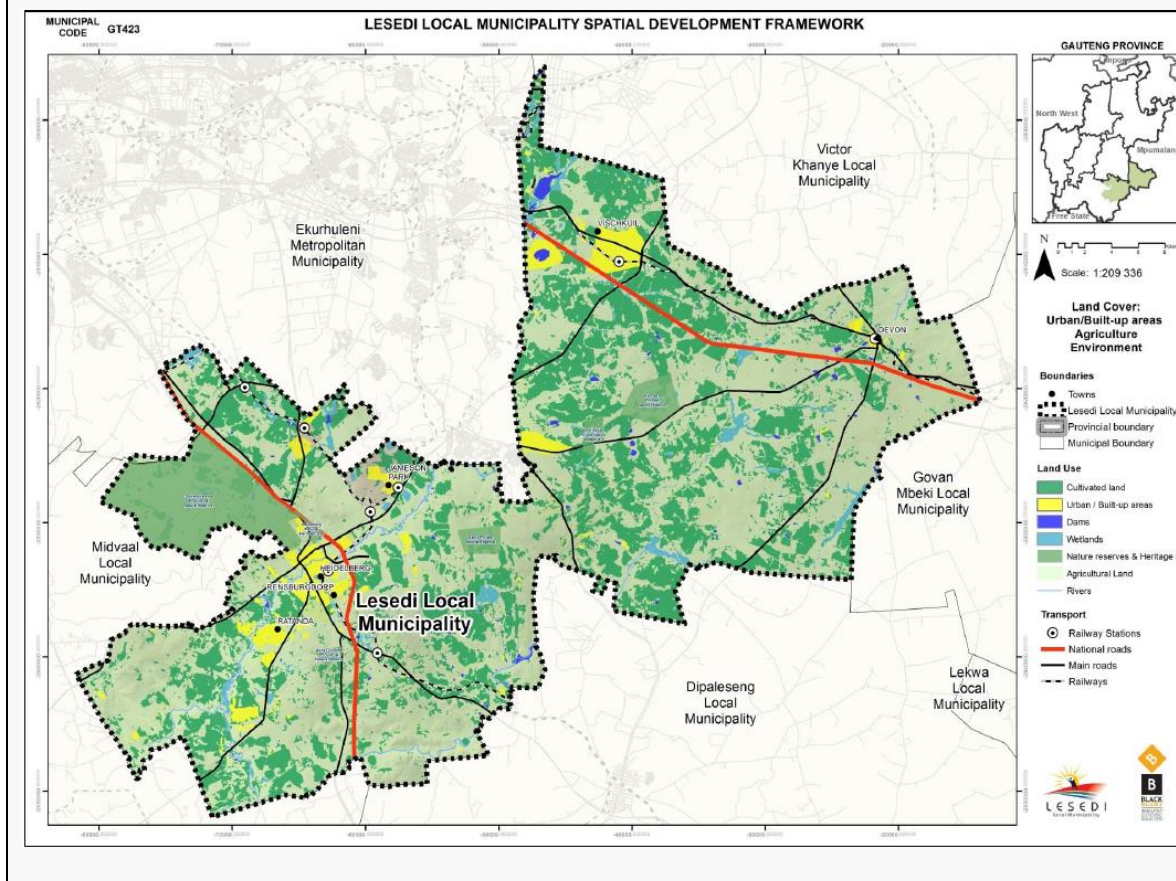 MUNICIPAL
CODE GT423
LESEDI LOCAL MUNICIPALITY SPATIAL DEVELOPMENT FRAMEWORK
GAUTENG PROVINCE
North West
Free State
N
Scale: 1:209 336
Land Cover:
Urban/Built-up areas
Agriculture
Environment
Boundaries
Towns
Lesedi Local Municipality
Provincial boundary
Municipal Boundary
Land Use
Cultivated land
Urban / Built-up areas
Dams
Wetlands
Nature reserves & Heritage
Agricultural Land
Rivers
Transport
Railway Stations
National roads
Main roads
Railways
LESEDI
Local Municipality
B
B
BLACK
Victor
Khanye Local
Municipality
Ekurhuleni
Metropolitan
Municipality
VISCHKUIL
DEVON
JAMESON
PARK
Govan
Mbeki Local
Municipality
Midvaal
Local
Municipality
HEIDELBERG
RENSBURGDORP
Lesedi Local
Municipality
RATANDA
Dipaleseng
Local
Municipality
Lekwa
Local
Municipality